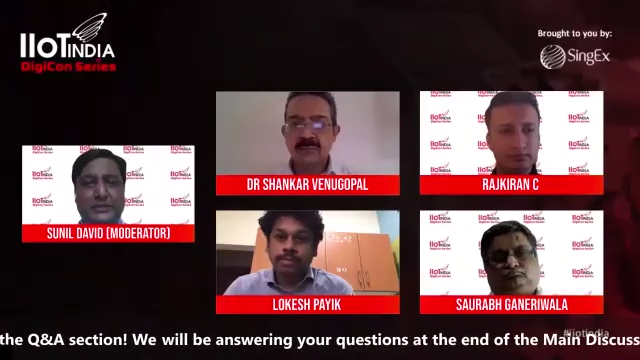 IIOTINDIA
DigiCon Series
Brought to you by:
SingEx
DR SHANKAR VENUGOPAL
RAJKIRAN C
SUNIL DAVID (MODERATOR)
LOKESH PAYIK
SAURABH GANERIWALA
#iiotindia
the Q&A section! We will be answering your questions at the end of the Main Discuss